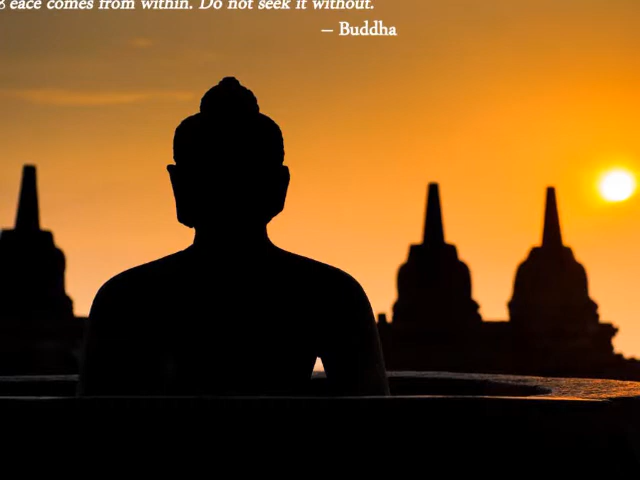 eace comes from within. Do not seek it without.
– Buddha